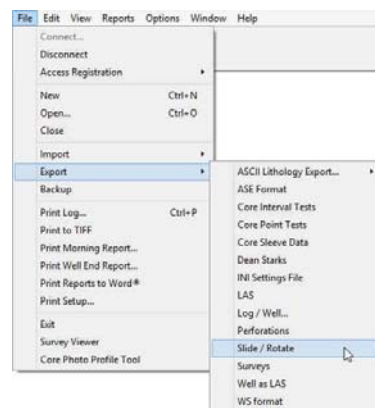 File Edit View Reports Options Window Help
Connect...
Disconnect
Access Registration
New Ctrl+N
Open... Ctrl+O
Close
Import
Export
Backup
Print Log... Ctrl+P
Print to TIFF
Print Morning Report...
Print Well End Report...
Print Reports to Word®
Print Setup...
Exit
Survey Viewer
Core Photo Profile Tool
ASCII Lithology Export...
ASE Format
Core Interval Tests
Core Point Tests
Core Sleeve Data
Dean Starks
INI Settings File
LAS
Log / Well...
Perforations
Slide / Rotate
Surveys
Well as LAS
WS format